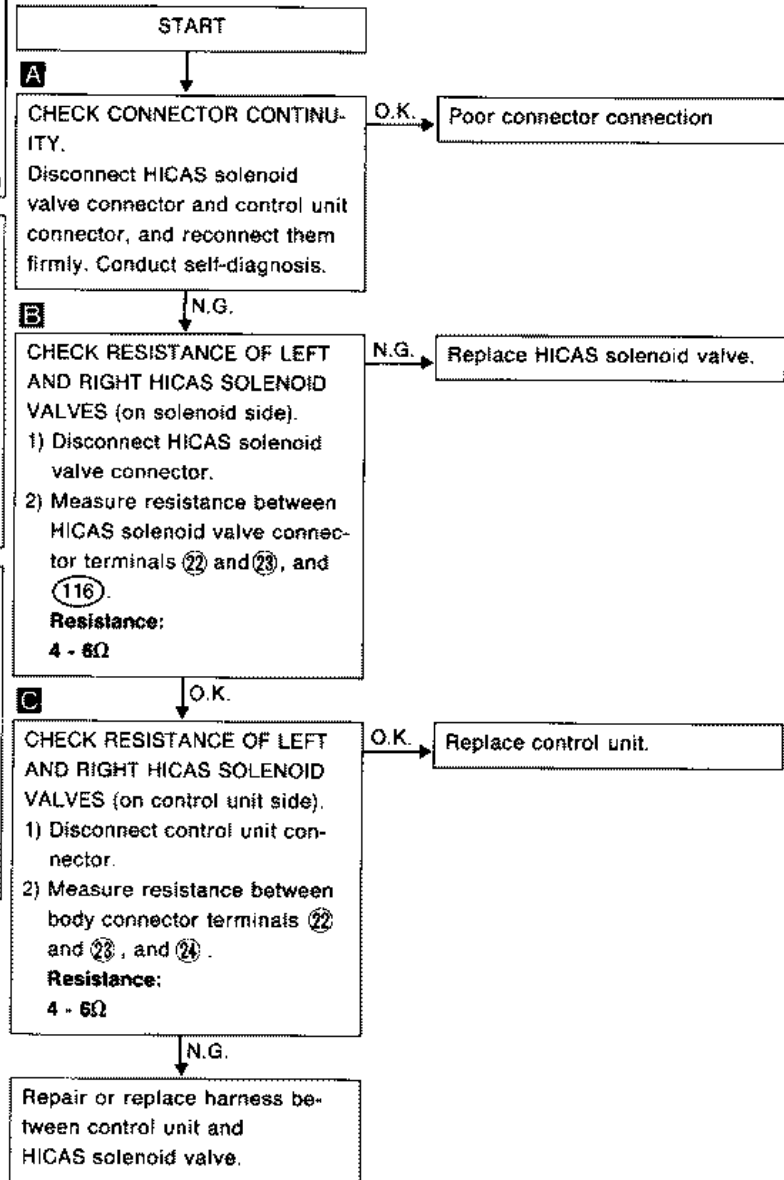 START
A
CHECK CONNECTOR CONTINU-
ITY.
Disconnect HICAS solenoid
valve connector and control unit
connector, and reconnect them
firmly. Conduct self-diagnosis.
O.K.
Poor connector connection
N.G.
B
CHECK RESISTANCE OF LEFT
AND RIGHT HICAS SOLENOID
VALVES (on solenoid side).
1) Disconnect HICAS solenoid
valve connector.
2) Measure resistance between
HICAS solenoid valve connec-
tor terminals ㉒ and ㉓, and
(116).
Resistance:
4 - 6Ω
N.G.
Replace HICAS solenoid valve.
O.K.
C
CHECK RESISTANCE OF LEFT
AND RIGHT HICAS SOLENOID
VALVES (on control unit side).
1) Disconnect control unit con-
nector.
2) Measure resistance between
body connector terminals ㉒
and ㉓, and ㉔.
Resistance:
4 - 6Ω
O.K.
Replace control unit.
N.G.
Repair or replace harness be-
tween control unit and
HICAS solenoid valve.